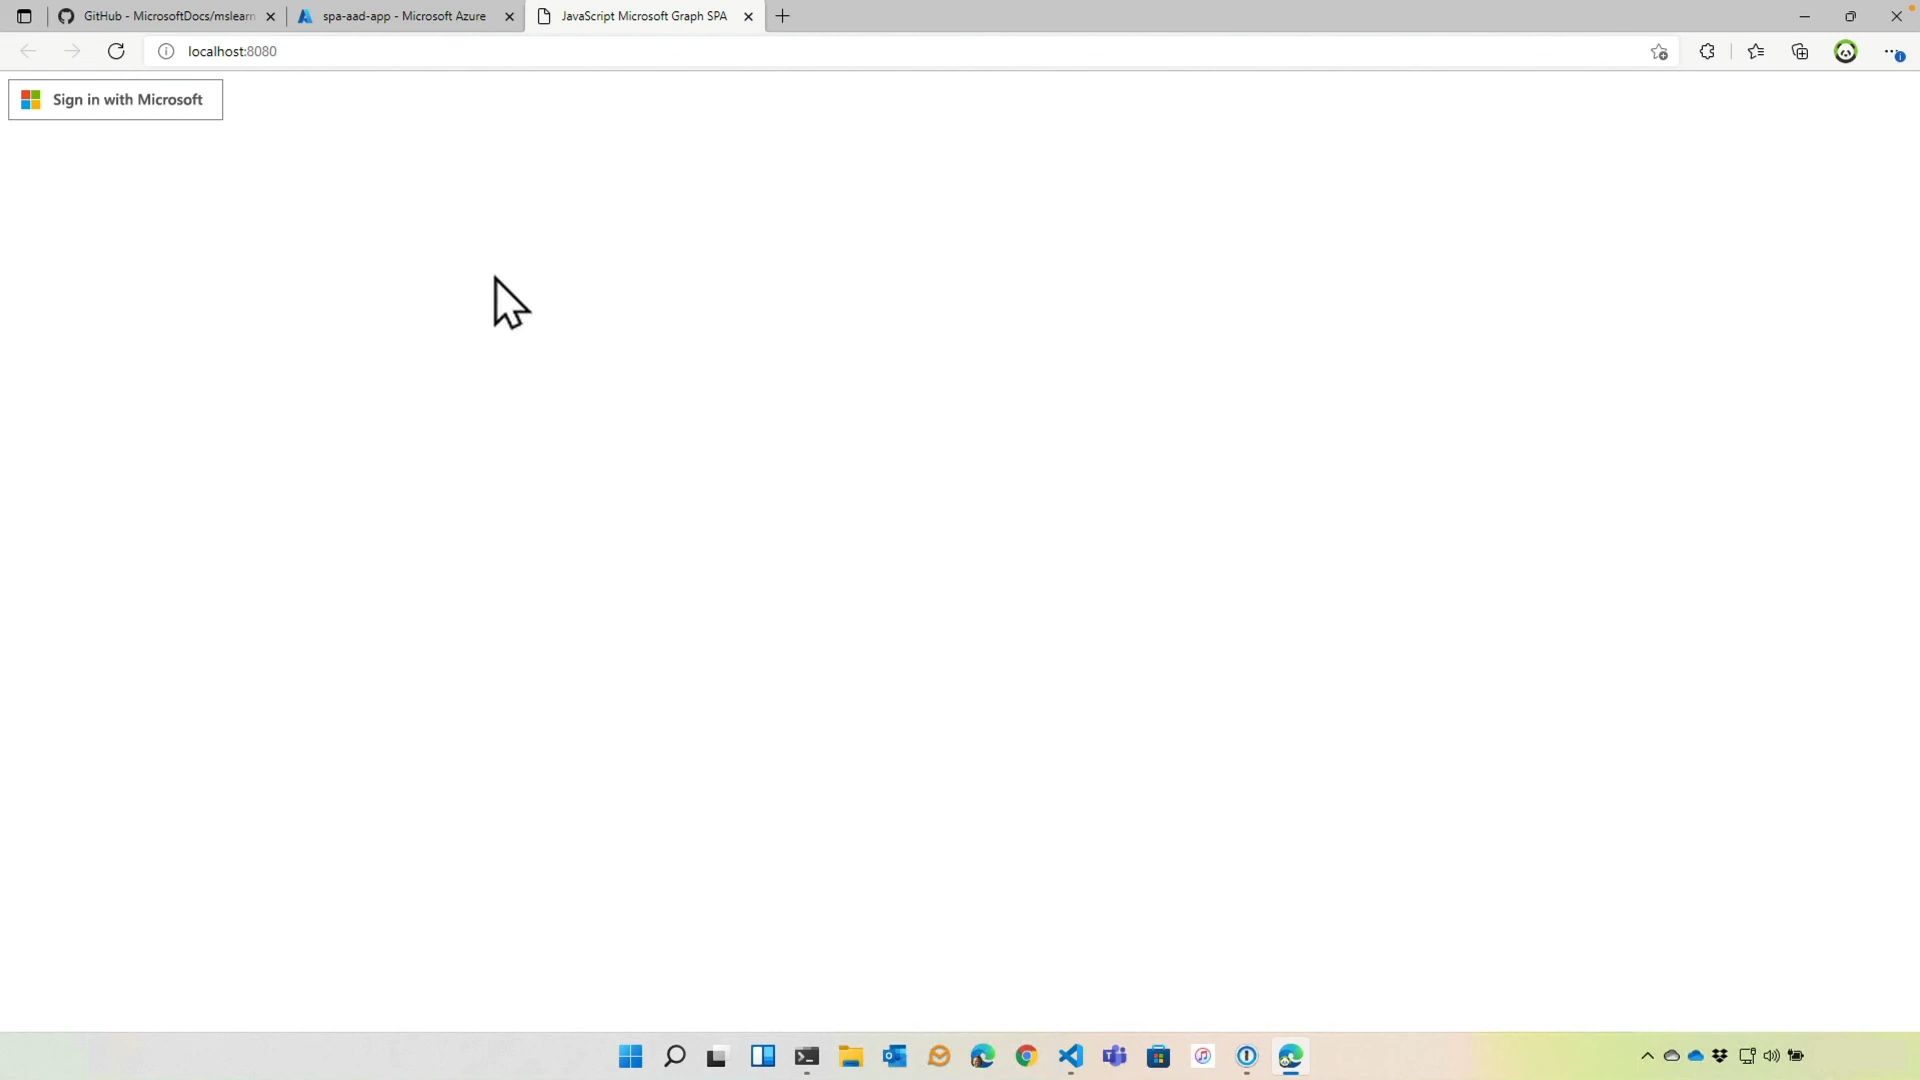 GitHub - MicrosoftDocs/mslearn
spa-aad-app - Microsoft Azure
JavaScript Microsoft Graph SPA
localhost:8080
Sign in with Microsoft